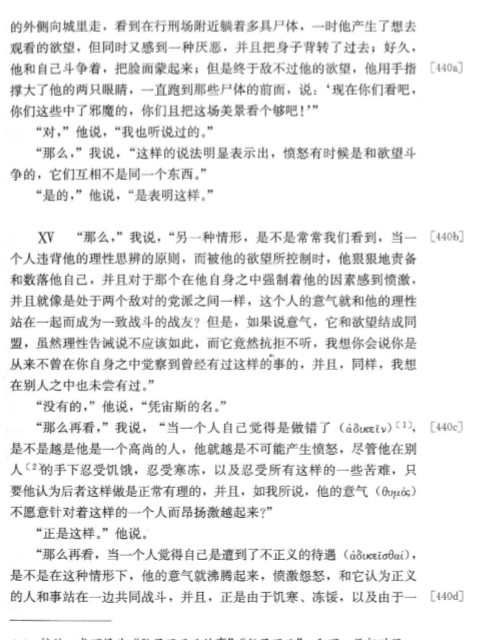 的外侧向城里走，看到在行刑场附近躺着多具尸体，一时他产生了想去
观看的欲望，但同时又感到一种厌恶，并且把身子背转了过去；好久，
他和自己斗争着，把脸面蒙起来；但是终于敌不过他的欲望，他用手指 [440a]
撑大了他的两只眼睛，一直跑到那些尸体的前面，说：‘现在你们看吧，
你们这些中了邪魔的，你们且把这场美景看个够吧！’”
“对，”他说，“我也听说过的。”
“那么，”我说，“这样的说法明显表示出，愤怒有时候是和欲望斗
争的，它们互相不是同一个东西。”
“是的，”他说，“是表明这样。”
XV “那么，”我说，“另一种情形，是不是常常我们看到，当一 [440b]
个人违背他的理性思辨的原则，而被他的欲望所控制时，他狠狠地责备
和数落他自己，并且对于那个在他自身之中强制着他的因素感到愤激，
并且就像是处于两个敌对的党派之间一样，这个人的意气就和他的理性
站在一起而成为一致战斗的战友？但是，如果说意气，它和欲望结成同
盟，虽然理性告诫说不应该如此，而它竟然抗拒不听，我想你会说你是
从来不曾在你自身之中觉察到曾经有过这样的事的，并且，同样，我想
在别人之中也未尝有过。”
“没有的，”他说，“凭宙斯的名。”
“那么再看，”我说，“当一个人自己觉得是做错了（ἀδικεῖν）[1]， [440c]
是不是越是他是一个高尚的人，他就越是不可能产生愤怒，尽管他在别
人[2]的手下忍受饥饿，忍受寒冻，以及忍受所有这样的一些苦难，只
要他认为后者这样做是正常有理的，并且，如我所说，他的意气（θυμός）
不愿意针对着这样的一个人而昂扬激越起来？”
“正是这样。”他说。
“那么再看，当一个人觉得自己是遭到了不正义的待遇（ἀδικεῖσθαί），
是不是在这种情形下，他的意气就沸腾起来，愤激怨怒，和它认为正义
的人和事站在一边共同战斗，并且，正是由于饥寒、冻馁，以及由于一 [440d]